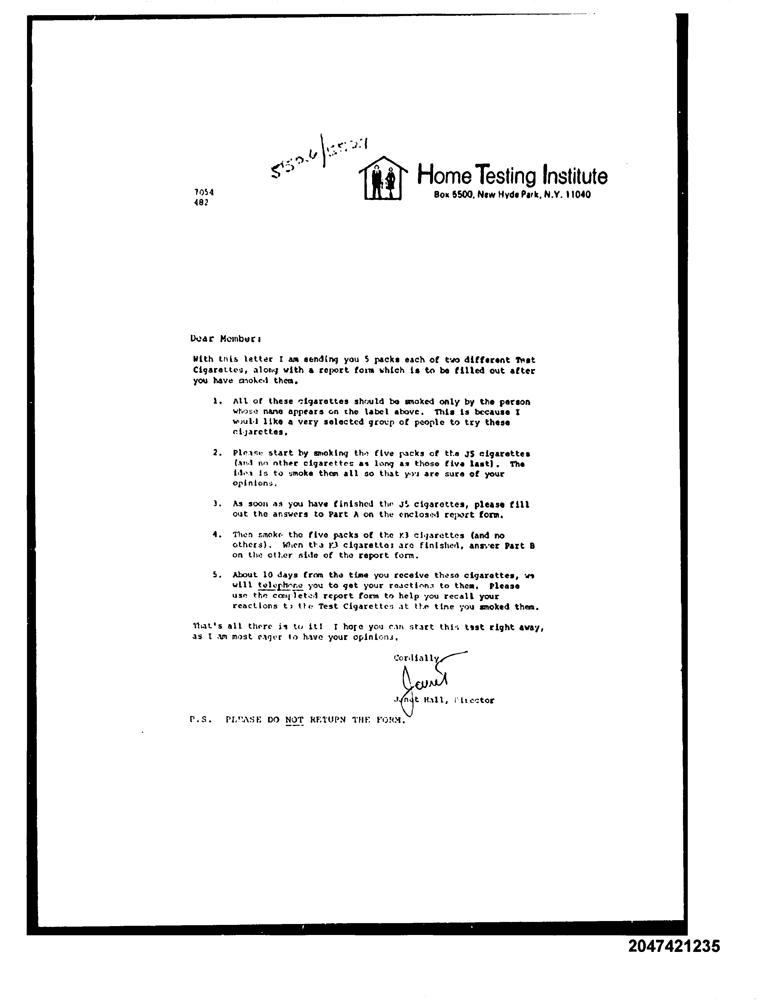 Home Testing Institute
Box 5500, New Hyde Park, N.Y. 11040
7054
482
Dear Member:
With this letter I am sending you 5 packs each of two different Test
Cigarettes, along with a report form which is to be filled out after
you have smoked them.
1. All of these cigarettes should be smoked only by the person
whose name appears on the label above. This is because I
would like a very selected group of people to try these
cigarettes.
2. Please start by smoking the five packs of the J5 cigarettes
(and no other cigarettes as long as those five last). The
idea is to smoke them all so that you are sure of your
opinions.
3. As soon as you have finished the J5 cigarettes, please fill
out the answers to Part A on the enclosed report form.
4. Then smoke the five packs of the K3 cigarettes (and no
others). When the K3 cigarettes are finished, answer Part B
on the other side of the report form.
5. About 10 days from the time you receive these cigarettes, we
will telephone you to get your reactions to them. Please
use the completed report form to help you recall your
reactions to the Test Cigarettes at the time you smoked them.
That's all there is to it! I hope you can start this test right away,
as I am most eager to have your opinions.
Cordially,
Janet
Janet Hall, Director
P.S. PLEASE DO NOT RETURN THE FORM.
2047421235